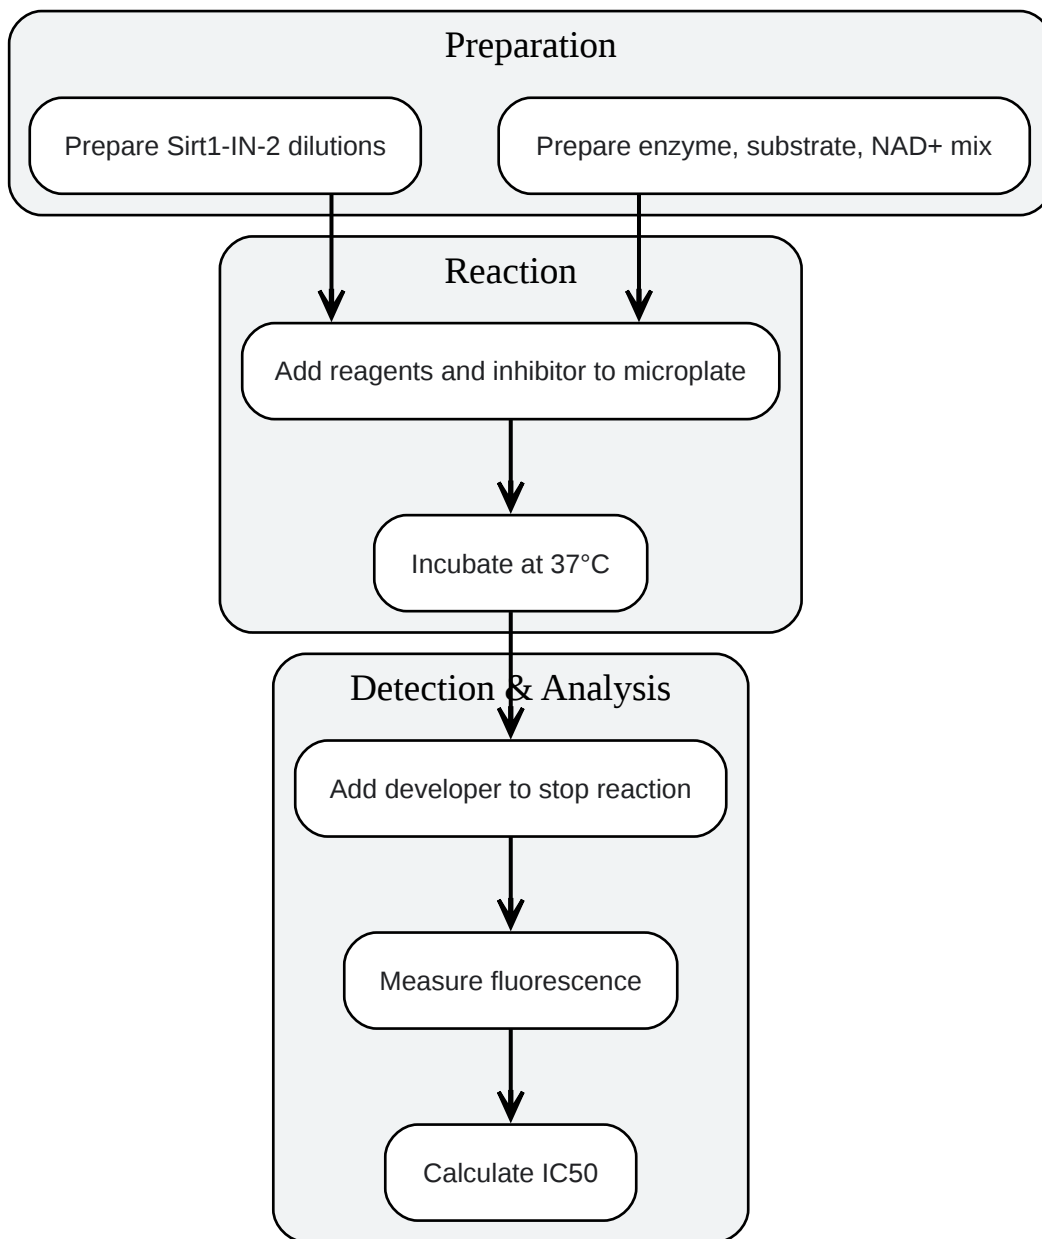 Preparation
Prepare Sirt1-IN-2 dilutions
Prepare enzyme, substrate, NAD+ mix
Reaction
Add reagents and inhibitor to microplate
Incubate at 37°C
Detection & Analysis
Add developer to stop reaction
Measure fluorescence
Calculate IC50